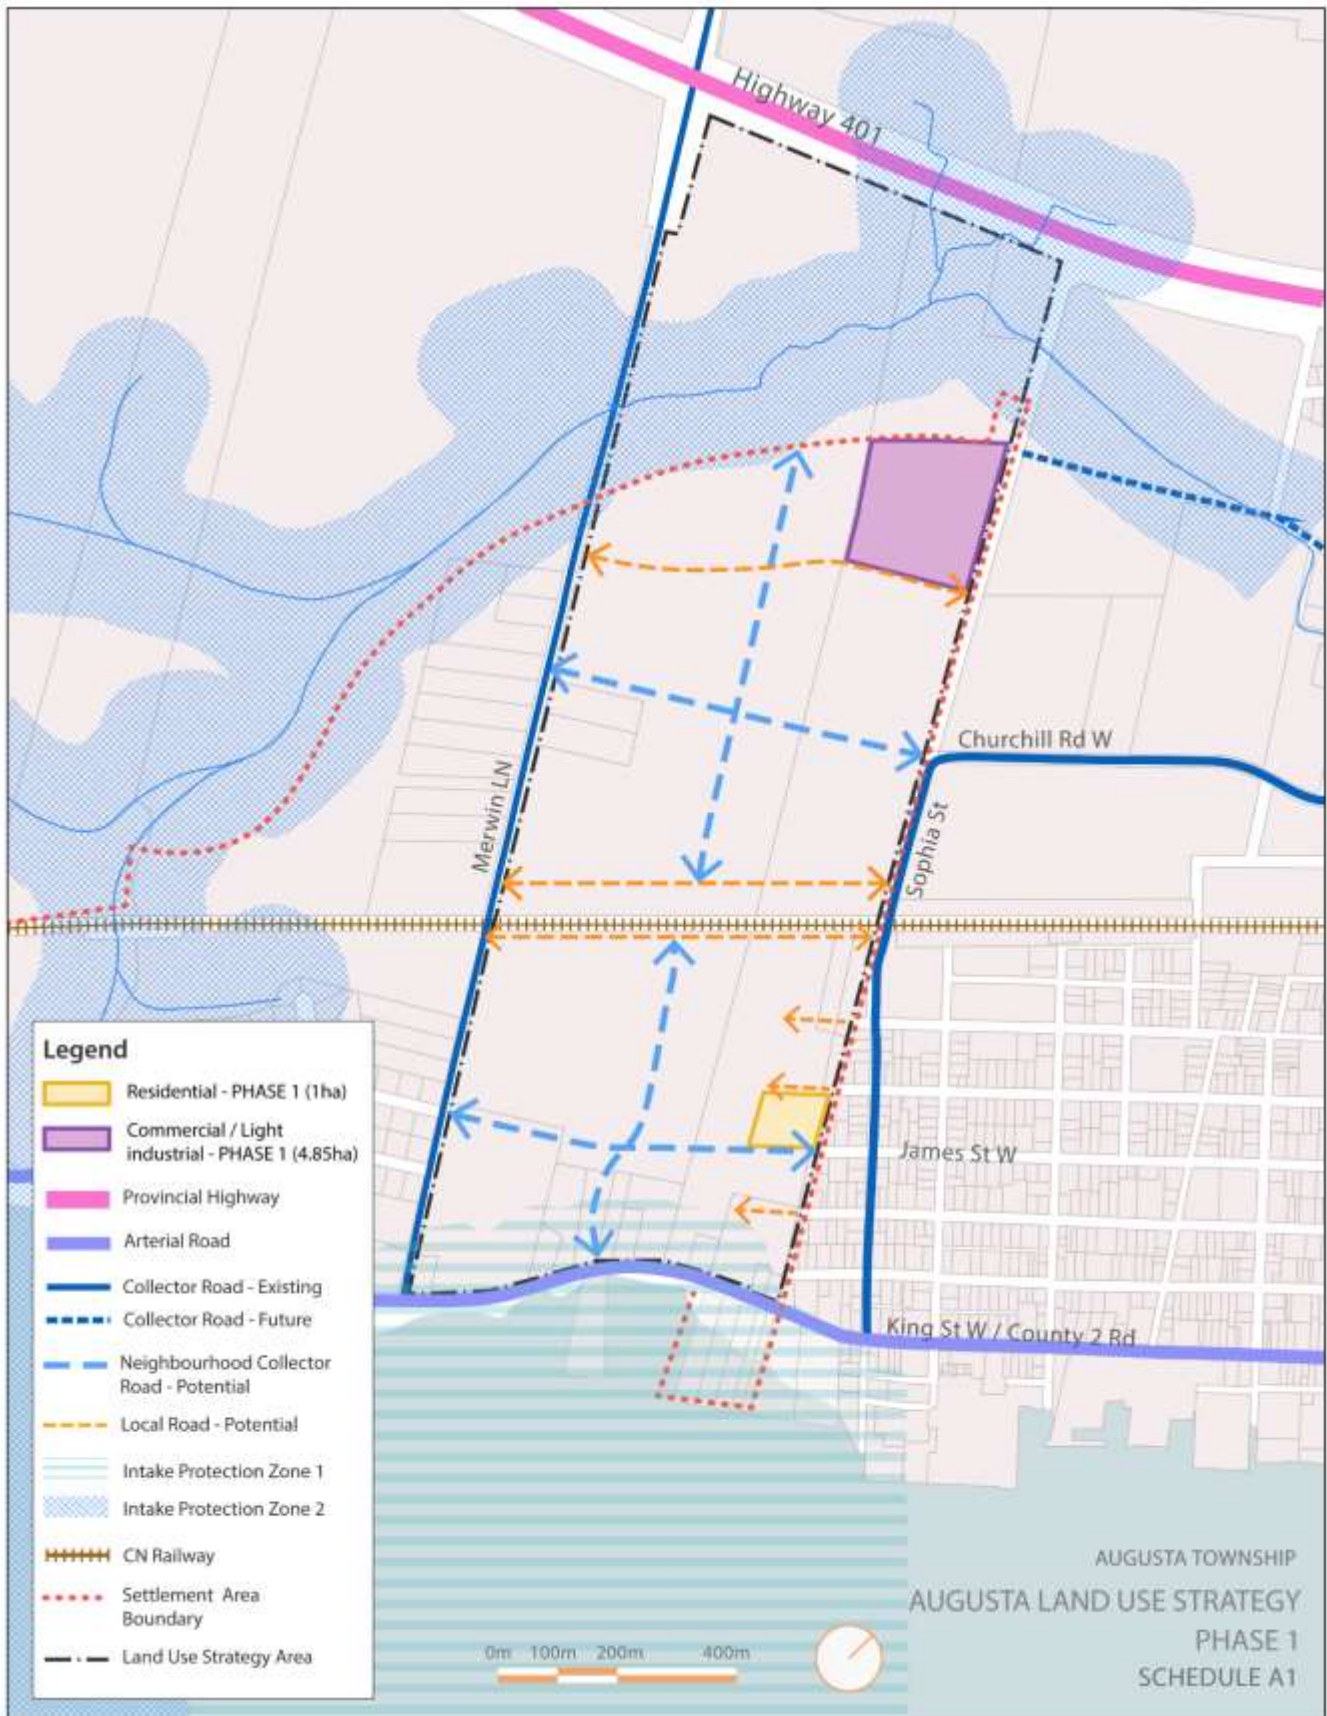 Highway 401
Churchill Rd W
Merwin LN
Sophia St
James St W
King St W / County 2 Rd
Legend
Residential - PHASE 1 (1ha)
Commercial / Light
industrial - PHASE 1 (4.85ha)
Provincial Highway
Arterial Road
Collector Road - Existing
Collector Road - Future
Neighbourhood Collector
Road - Potential
Local Road - Potential
Intake Protection Zone 1
Intake Protection Zone 2
CN Railway
Settlement Area
Boundary
Land Use Strategy Area
0m 100m 200m 400m
AUGUSTA TOWNSHIP
AUGUSTA LAND USE STRATEGY
PHASE 1
SCHEDULE A1